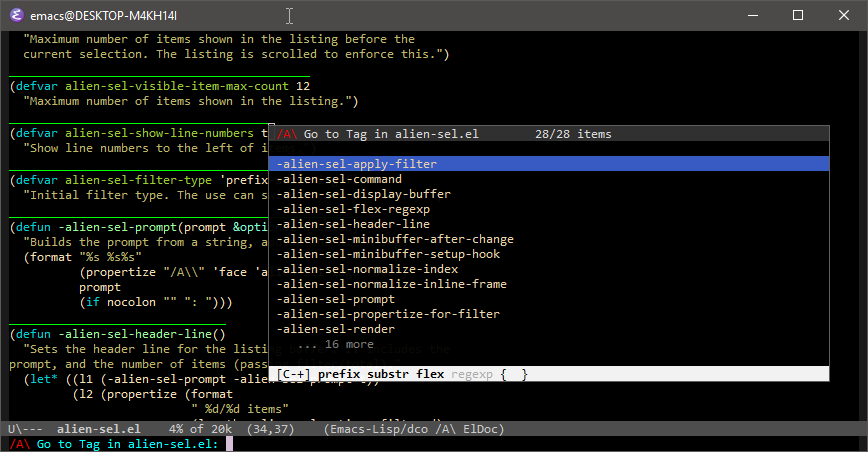 emacs@DESKTOP-M4KH14I
"Maximum number of items shown in the listing before the
current selection. The listing is scrolled to enforce this.")
(defvar alien-sel-visible-item-max-count 12
"Maximum number of items shown in the listing.")
(defvar alien-sel-show-line-numbers t
"Show line numbers to the left of i
(defvar alien-sel-filter-type 'prefix
"Initial filter type. The use can s
(defun -alien-sel-prompt(prompt &opti
"Builds the prompt from a string, a
(format "%s %s%s"
(propertize "/A\\" 'face 'a
prompt
(if nocolon "" ": ")))
(defun -alien-sel-header-line()
"Sets the header line for the listing
prompt, and the number of items (pass
(let* ((l1 (-alien-sel-prompt -alien-
(l2 (propertize (format
" %d/%d items"
/A\ Go to Tag in alien-sel.el 28/28 items
-alien-sel-apply-filter
-alien-sel-command
-alien-sel-display-buffer
-alien-sel-flex-regexp
-alien-sel-header-line
-alien-sel-minibuffer-after-change
-alien-sel-minibuffer-setup-hook
-alien-sel-normalize-index
-alien-sel-normalize-inline-frame
-alien-sel-prompt
-alien-sel-propertize-for-filter
-alien-sel-render
... 16 more
[C-+] prefix substr flex regexp { }
U\--- alien-sel.el 4% of 20k (34,37) (Emacs-Lisp/dco /A\ ElDoc)
/A\ Go to Tag in alien-sel.el: